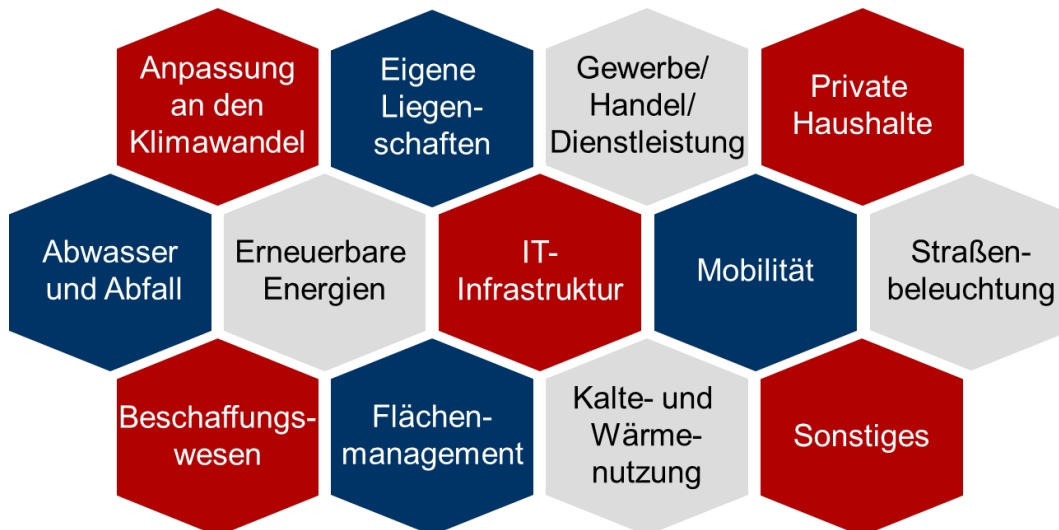 Anpassung
an den
Klimawandel
Eigene
Liegen-
schaften
Gewerbe/
Handel/
Dienstleistung
Private
Haushalte
Abwasser
und Abfall
Erneuerbare
Energien
IT-
Infrastruktur
Mobilität
Straßen-
beleuchtung
Beschaffungs-
wesen
Flächen-
management
Kalte- und
Wärme-
nutzung
Sonstiges